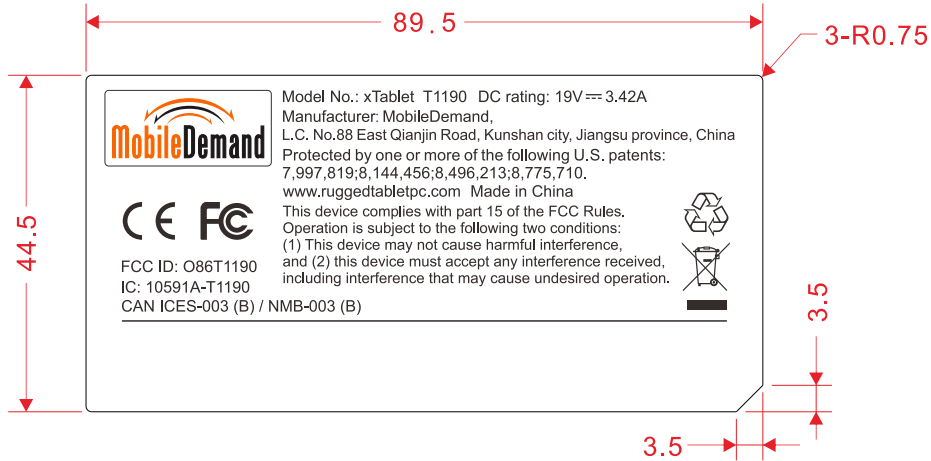 89.5
3-R0.75
MobileDemand
Model No.: xTablet T1190 DC rating: 19V⎓3.42A
Manufacturer: MobileDemand,
L.C. No.88 East Qianjin Road, Kunshan city, Jiangsu province, China
Protected by one or more of the following U.S. patents:
7,997,819;8,144,456;8,496,213;8,775,710.
www.ruggedtabletpc.com Made in China
CE FC
This device complies with part 15 of the FCC Rules.
Operation is subject to the following two conditions:
(1) This device may not cause harmful interference,
and (2) this device must accept any interference received,
including interference that may cause undesired operation.
FCC ID: O86T1190
IC: 10591A-T1190
CAN ICES-003 (B) / NMB-003 (B)
44.5
3.5
3.5